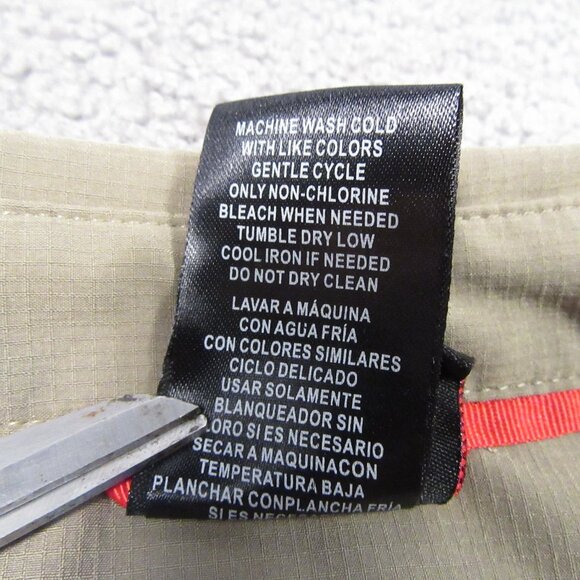 MACHINE WASH COLD
WITH LIKE COLORS
GENTLE CYCLE
ONLY NON-CHLORINE
BLEACH WHEN NEEDED
TUMBLE DRY LOW
COOL IRON IF NEEDED
DO NOT DRY CLEAN
LAVAR A MÁQUINA
CON AGUA FRÍA
CON COLORES SIMILARES
CICLO DELICADO
USAR SOLAMENTE
BLANQUEADOR SIN
LORO SI ES NECESARIO
SECAR A MAQUINACON
TEMPERATURA BAJA
PLANCHAR CONPLANCHA FRÍA
SI ES